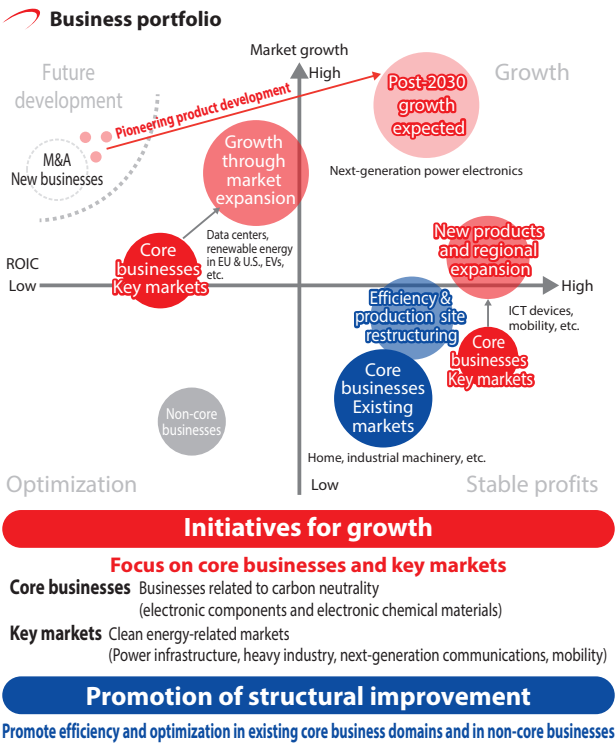 Business portfolio
Market growth
High
Future
development
Growth
Pioneering product development
Post-2030
growth
expected
M&A
New businesses
Growth
through
market
expansion
Next-generation power electronics
Data centers,
renewable energy
in EU & U.S., EVs,
etc.
New products
and regional
expansion
Core
businesses
Key markets
ROIC
Low
High
Efficiency &
production site
restructuring
ICT devices,
mobility, etc.
Core
businesses
Key markets
Core
businesses
Existing
markets
Non-core
businesses
Home, industrial machinery, etc.
Optimization
Low
Stable profits
Initiatives for growth
Focus on core businesses and key markets
Core businesses Businesses related to carbon neutrality
(electronic components and electronic chemical materials)
Key markets Clean energy-related markets
(Power infrastructure, heavy industry, next-generation communications, mobility)
Promotion of structural improvement
Promote efficiency and optimization in existing core business domains and in non-core businesses